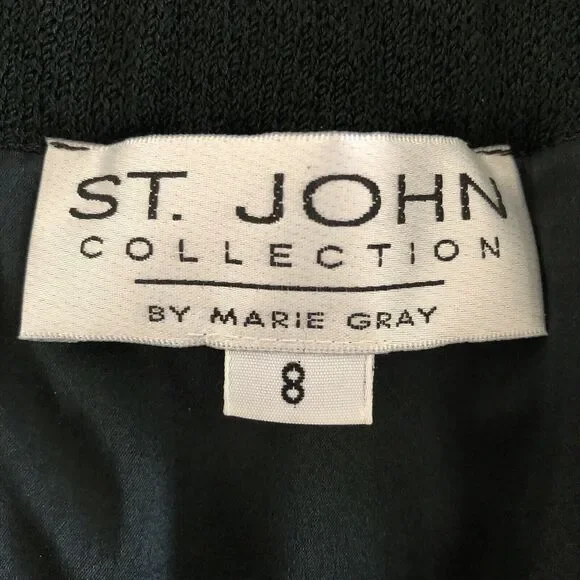 ST. JOHN
COLLECTION
BY MARIE GRAY
8